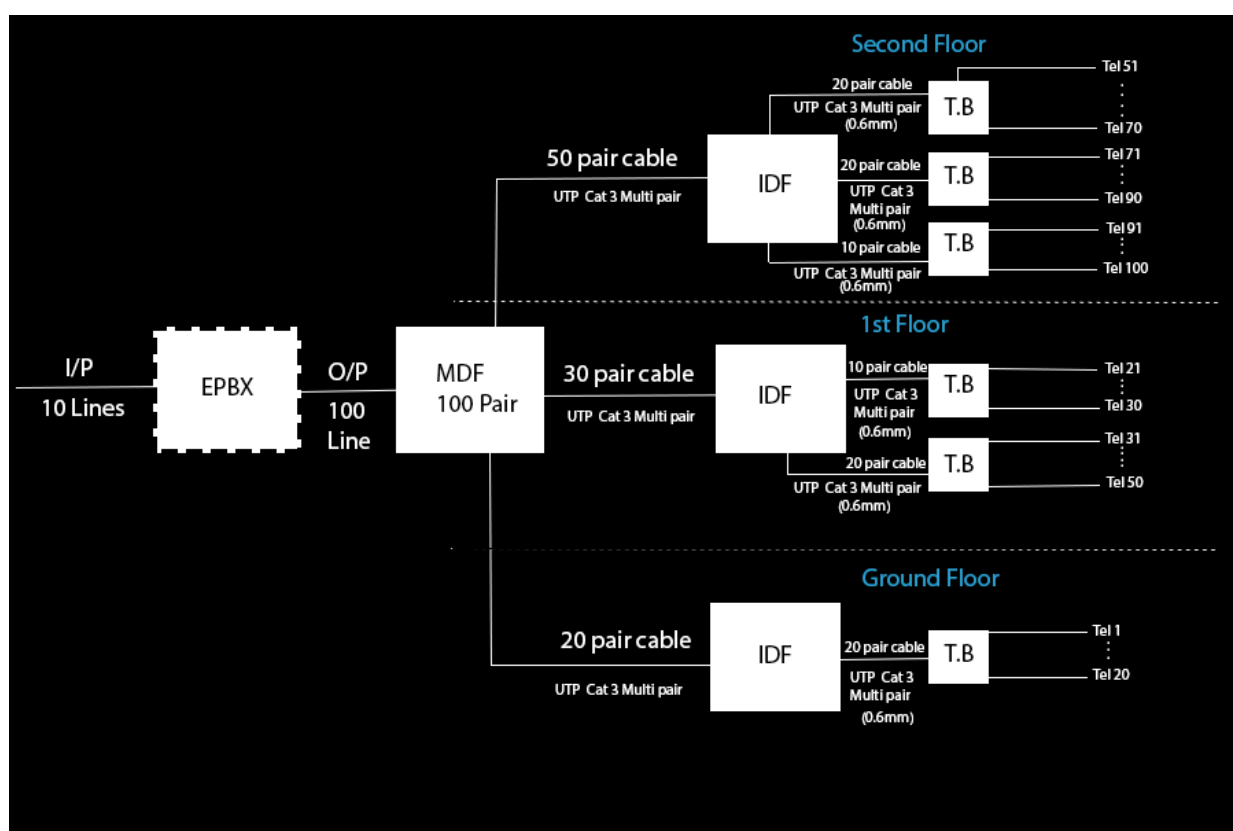 Second Floor
20 pair cable
UTP Cat 3 Multi pair
(0.6mm)
T.B
Tel 51
Tel 70
50 pair cable
UTP Cat 3 Multi pair
IDF
20 pair cable
UTP Cat 3
Multi pair
(0.6mm)
T.B
Tel 71
Tel 90
10 pair cable
UTP Cat 3 Multi pair
(0.6mm)
T.B
Tel 91
Tel 100
1st Floor
I/P
10 Lines
EPBX
O/P
100
Line
MDF
100 Pair
30 pair cable
UTP Cat 3 Multi pair
IDF
10 pair cable
UTP Cat 3
Multi pair
(0.6mm)
T.B
Tel 21
Tel 30
20 pair cable
UTP Cat 3 Multi pair
(0.6mm)
T.B
Tel 31
Tel 50
Ground Floor
20 pair cable
UTP Cat 3 Multi pair
IDF
20 pair cable
UTP Cat 3
Multi pair
(0.6mm)
T.B
Tel 1
Tel 20